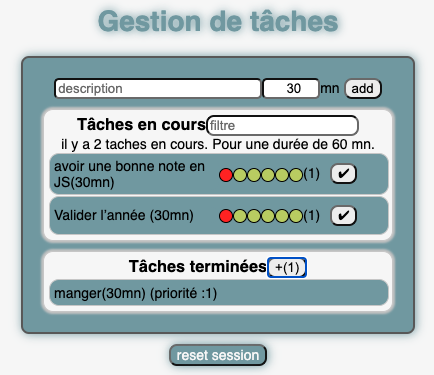 Gestion de tâches
description 30 mn add
Tâches en cours filtre
il y a 2 taches en cours. Pour une durée de 60 mn.
avoir une bonne note en
JS(30mn) (1) ✔
Valider l'année (30mn) (1) ✔
Tâches terminées +(1)
manger(30mn) (priorité :1)
reset session